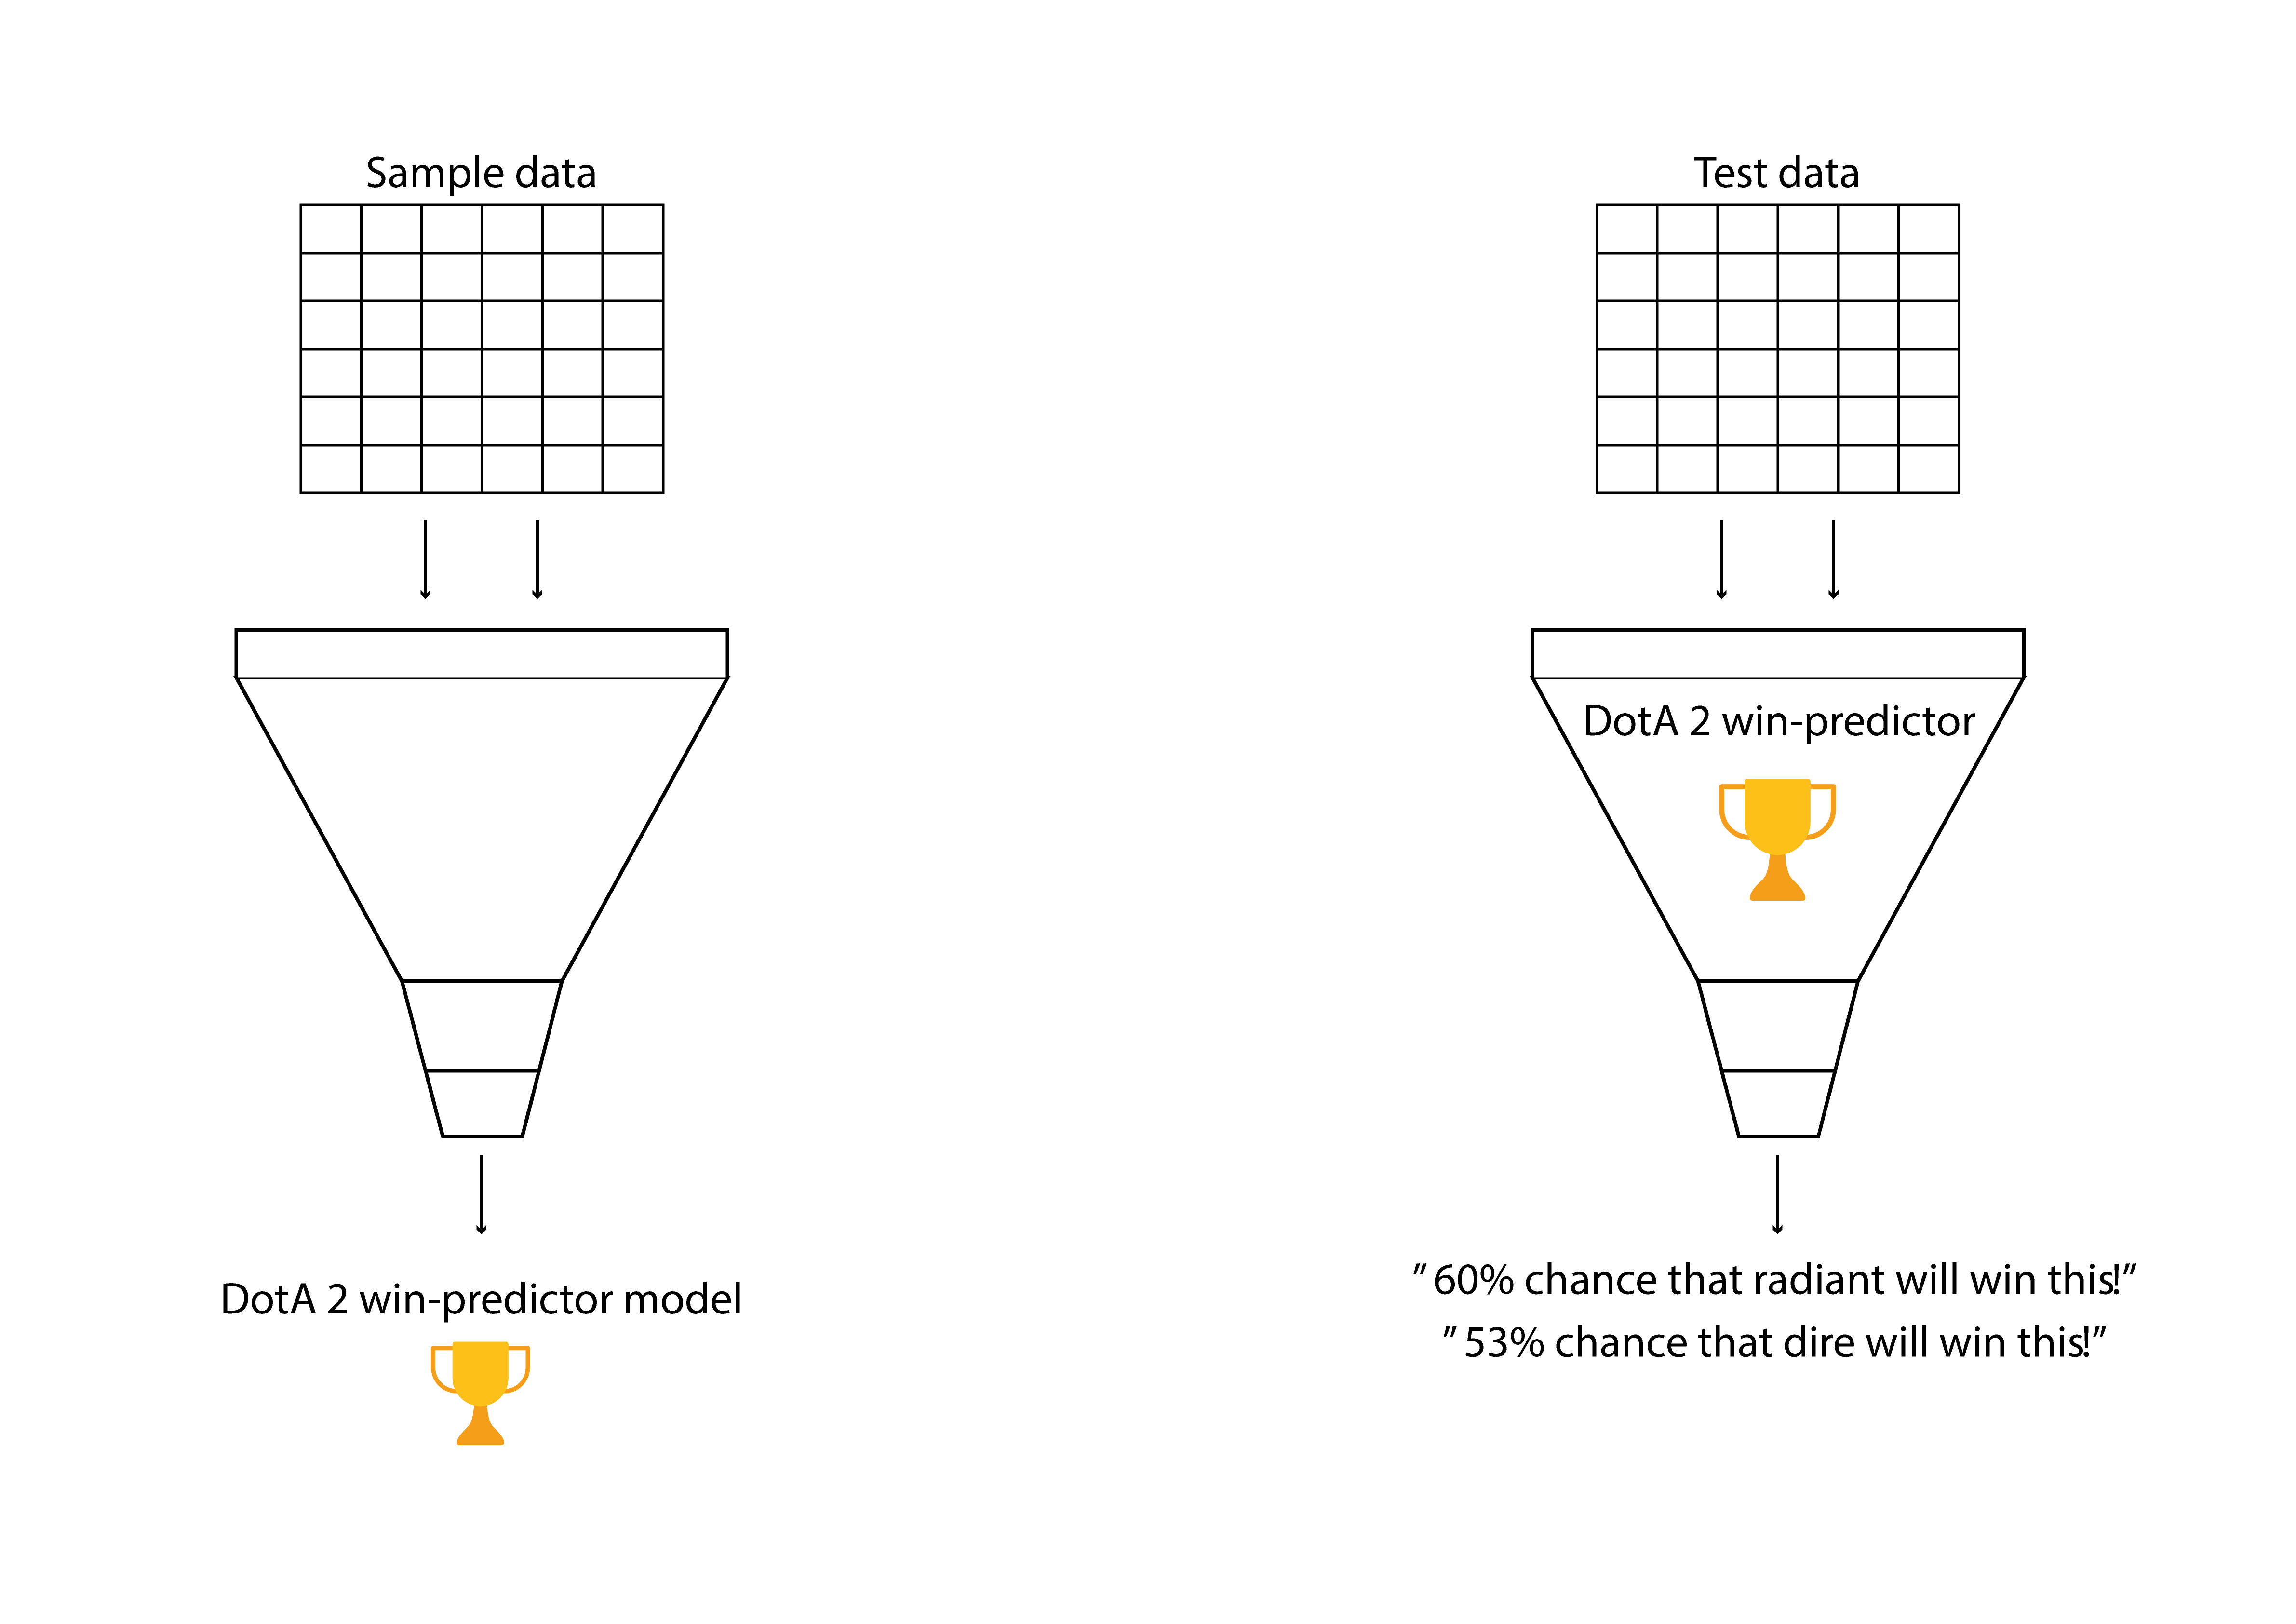 Sample data
DotA 2 win-predictor model
Test data
DotA 2 win-predictor
”60% chance that radiant will win this!”
”53% chance that dire will win this!”